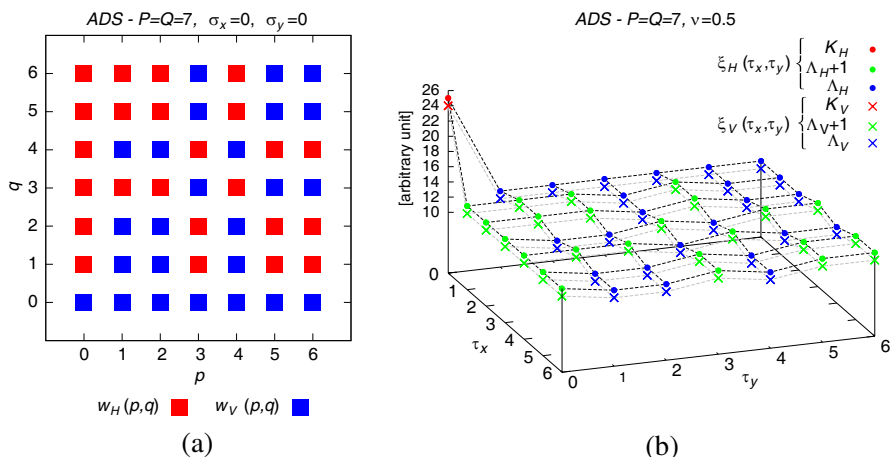 ADS - P=Q=7, σx=0, σy=0
q
6
5
4
3
2
1
0
0 1 2 3 4 5 6
p
wH(p,q) wV(p,q)
(a)
ADS - P=Q=7, ν=0.5
ξH(τx,τy) { KH
ΛH+1
ΛH
ξV(τx,τy) { KV
ΛV+1
ΛV
[arbitrary unit]
26
24
22
20
18
16
14
12
10
0
1
2
3
4
5
6
τx
0 1 2 3 4 5 6
τy
(b)